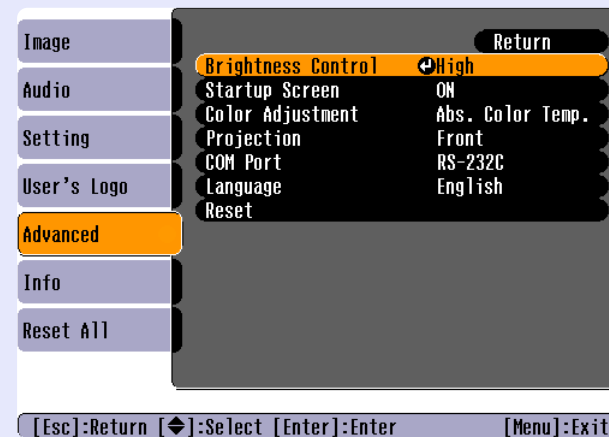 Image
Audio
Setting
User's Logo
Advanced
Info
Reset All
Return
Brightness Control High
Startup Screen ON
Color Adjustment Abs. Color Temp.
Projection Front
COM Port RS-232C
Language English
Reset
[Esc]:Return [◆]:Select [Enter]:Enter [Menu]:Exit